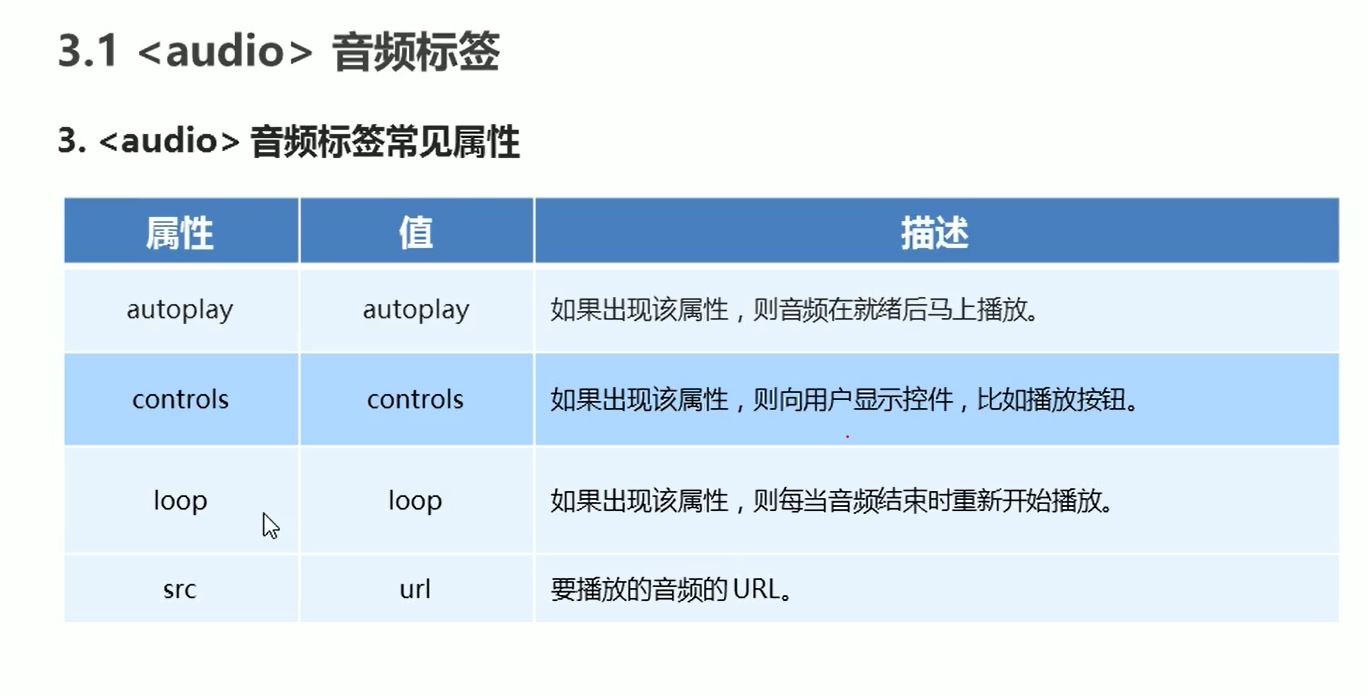 3.1 <audio> 音频标签
3. <audio> 音频标签常见属性
属性 值 描述
autoplay autoplay 如果出现该属性，则音频在就绪后马上播放。
controls controls 如果出现该属性，则向用户显示控件，比如播放按钮。
loop loop 如果出现该属性，则每当音频结束时重新开始播放。
src url 要播放的音频的 URL。